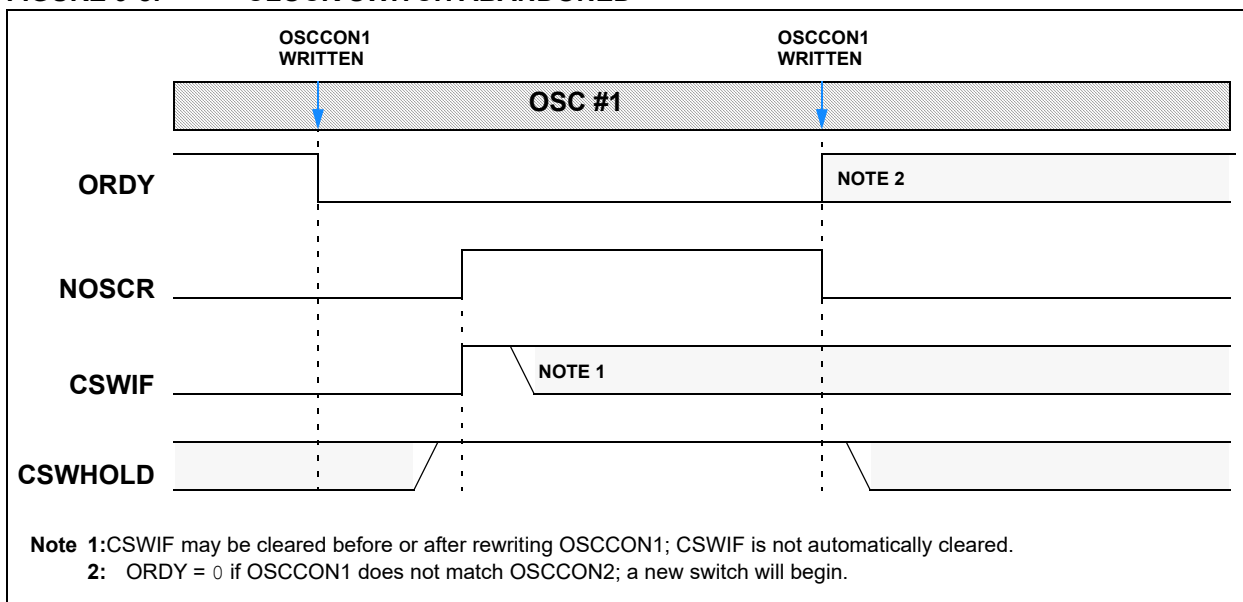 OSCCON1 OSCCON1
WRITTEN WRITTEN
OSC #1
ORDY
NOTE 2
NOSCR
CSWIF
NOTE 1
CSWHOLD
Note 1:CSWIF may be cleared before or after rewriting OSCCON1; CSWIF is not automatically cleared.
2: ORDY = 0 if OSCCON1 does not match OSCCON2; a new switch will begin.